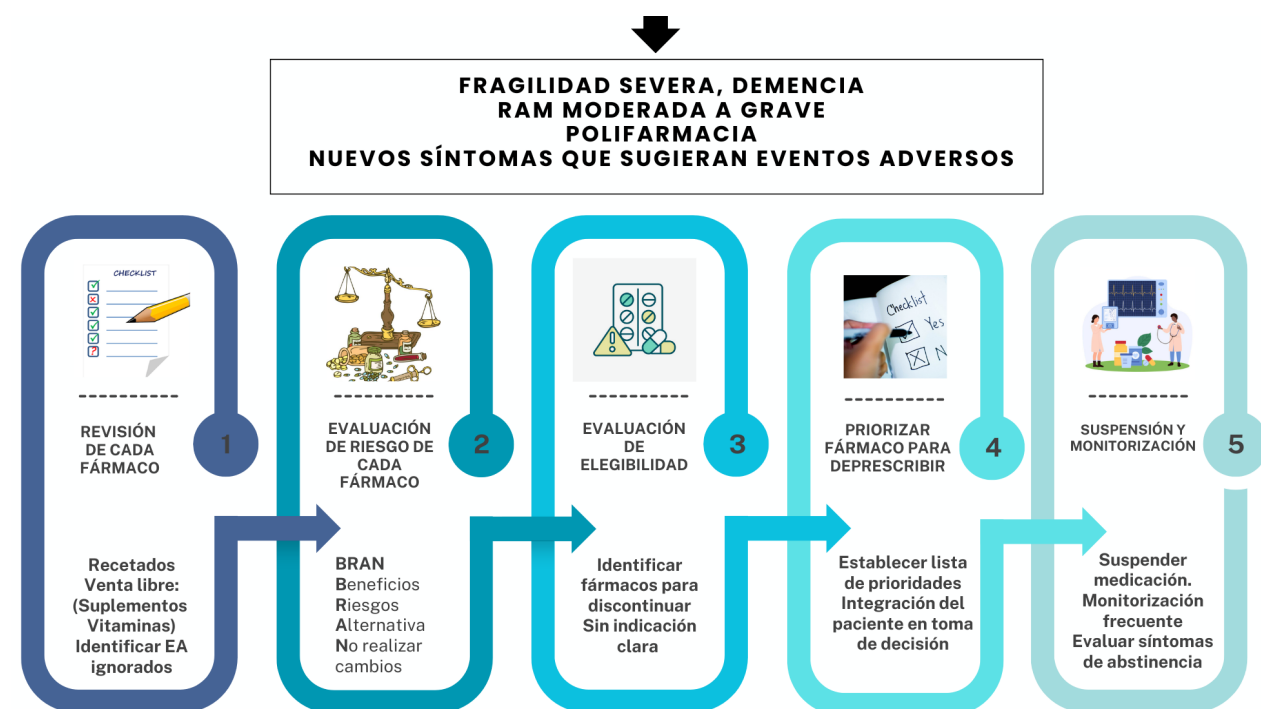 FRAGILIDAD SEVERA, DEMENCIA
RAM MODERADA A GRAVE
POLIFARMACIA
NUEVOS SÍNTOMAS QUE SUGIERAN EVENTOS ADVERSOS
CHECKLIST
REVISIÓN
DE CADA
FÁRMACO
1
Recetados
Venta libre:
(Suplementos
Vitaminas)
Identificar EA
ignorados
EVALUACIÓN
DE RIESGO DE
CADA
FÁRMACO
2
BRAN
Beneficios
Riesgos
Alternativa
No realizar
cambios
EVALUACIÓN
DE
ELEGIBILIDAD
3
Identificar
fármacos para
discontinuar
Sin indicación
clara
Checklist
Yes
N
PRIORIZAR
FÁRMACO PARA
DEPRESCRIBIR
4
Establecer lista
de prioridades
Integración del
paciente en toma
de decisión
SUSPENSIÓN Y
MONITORIZACIÓN
5
Suspender
medicación.
Monitorización
frecuente
Evaluar síntomas
de abstinencia